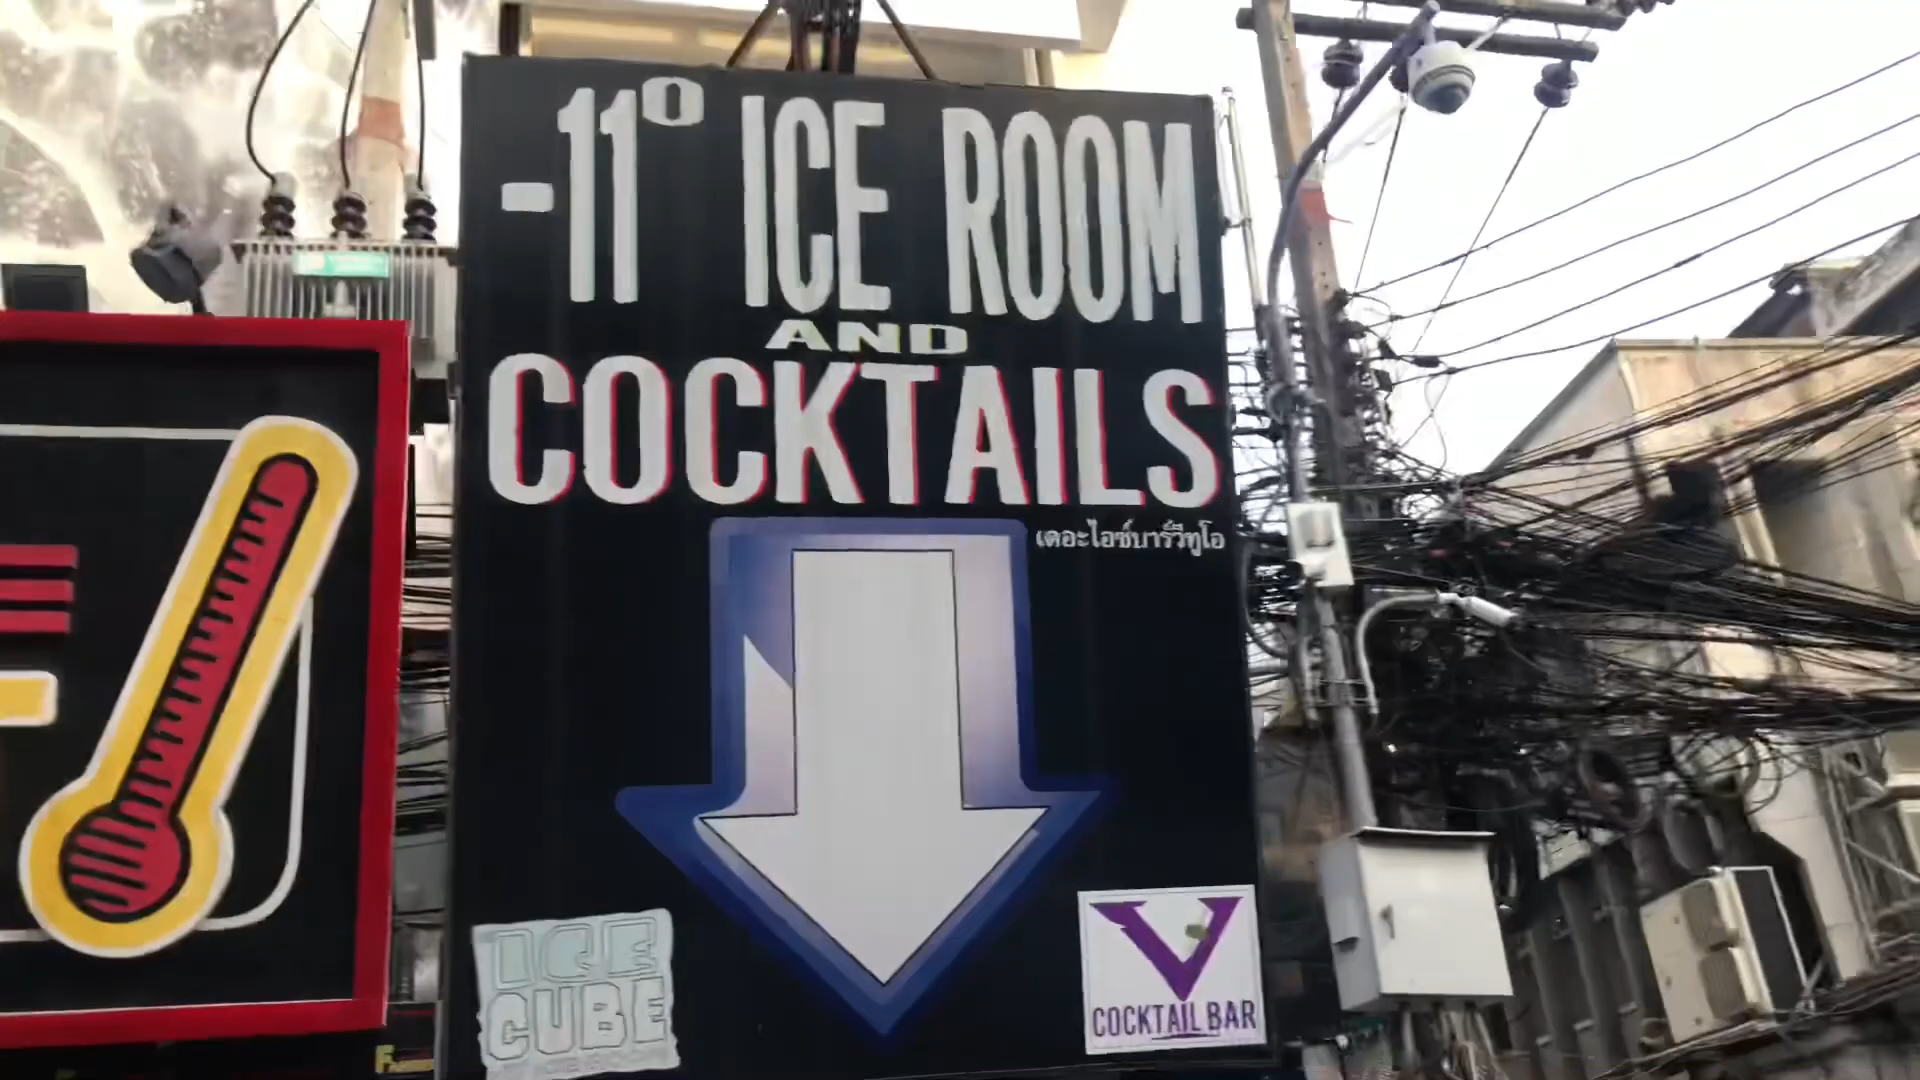 -11° ICE ROOM
AND
COCKTAILS
เดอะไอซ์บาร์วีทูโอ
ICE
CUBE
V
COCKTAIL BAR